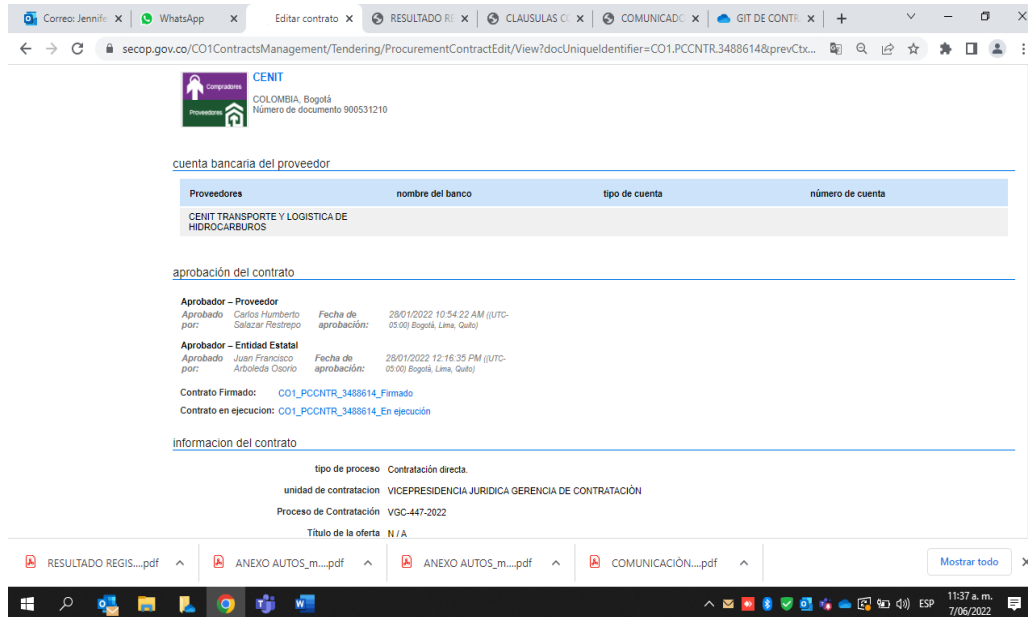 Correo: Jennife
WhatsApp
Editar contrato
RESULTADO RE
CLAUSULAS CO
COMUNICADO
GIT DE CONTR
secop.gov.co/CO1ContractsManagement/Tendering/ProcurementContractEdit/View?docUniqueIdentifier=CO1.PCCNTR.3488614&prevCtx...
Compradores
Proveedores
CENIT
COLOMBIA, Bogotá
Número de documento 900531210
cuenta bancaria del proveedor
Proveedores nombre del banco tipo de cuenta número de cuenta
CENIT TRANSPORTE Y LOGISTICA DE
HIDROCARBUROS
aprobación del contrato
Aprobador – Proveedor
Aprobado Carlos Humberto Fecha de 28/01/2022 10:54:22 AM ((UTC-
por: Salazar Restrepo aprobación: 05:00) Bogotá, Lima, Quito)
Aprobador – Entidad Estatal
Aprobado Juan Francisco Fecha de 28/01/2022 12:16:35 PM ((UTC-
por: Arboleda Osorio aprobación: 05:00) Bogotá, Lima, Quito)
Contrato Firmado: CO1_PCCNTR_3488614_Firmado
Contrato en ejecucion: CO1_PCCNTR_3488614_En ejecución
informacion del contrato
tipo de proceso Contratación directa.
unidad de contratacion VICEPRESIDENCIA JURIDICA GERENCIA DE CONTRATACIÓN
Proceso de Contratación VGC-447-2022
Título de la oferta N / A
RESULTADO REGIS....pdf
ANEXO AUTOS_m....pdf
ANEXO AUTOS_m....pdf
COMUNICACIÒN....pdf
Mostrar todo
ESP
11:37 a. m.
7/06/2022